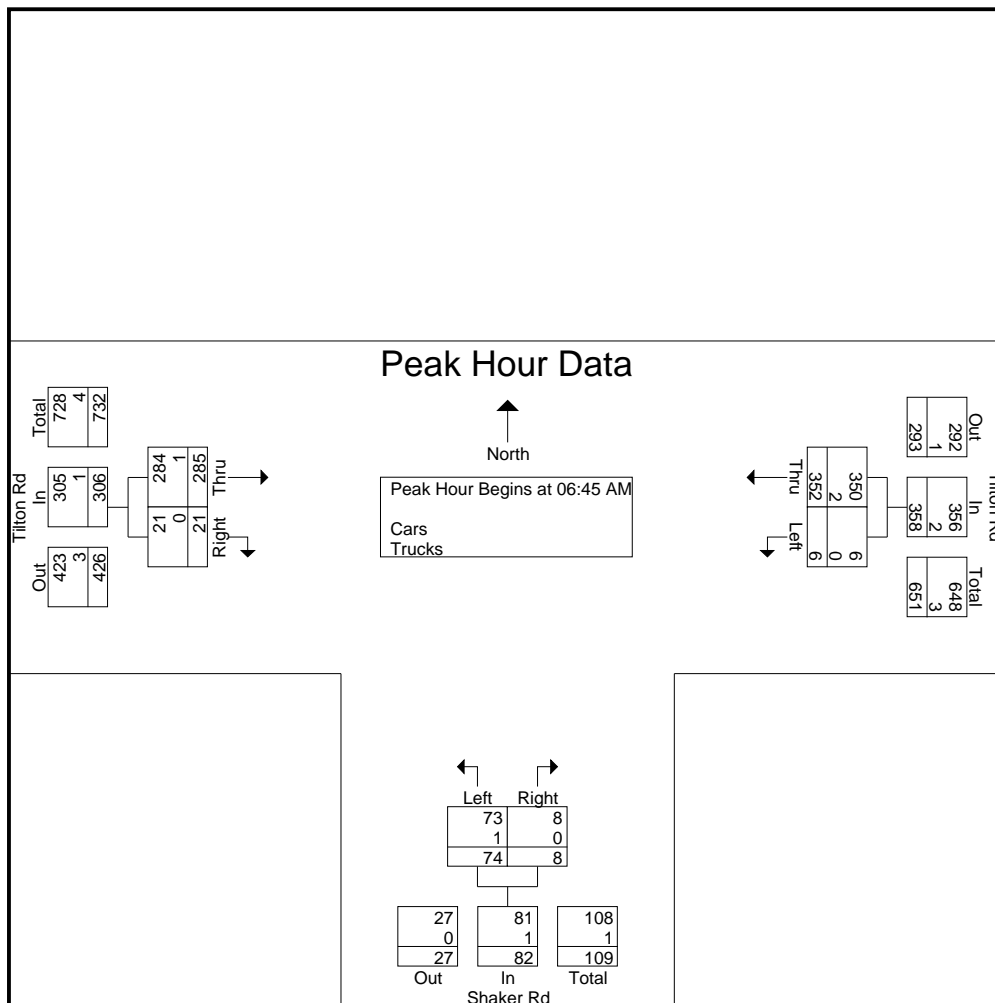 Peak Hour Data
North
Peak Hour Begins at 06:45 AM
Cars
Trucks
Tilton Rd
Total
728
4
732
In
305
1
306
Out
423
3
426
Thru
284
1
285
Right
21
0
21
Out
292
1
293
In
356
2
358
Total
648
3
651
Thru
350
2
352
Left
6
0
6
Left Right
73 8
1 0
74 8
27 81 108
0 1 1
27 82 109
Out In Total
Shaker Rd